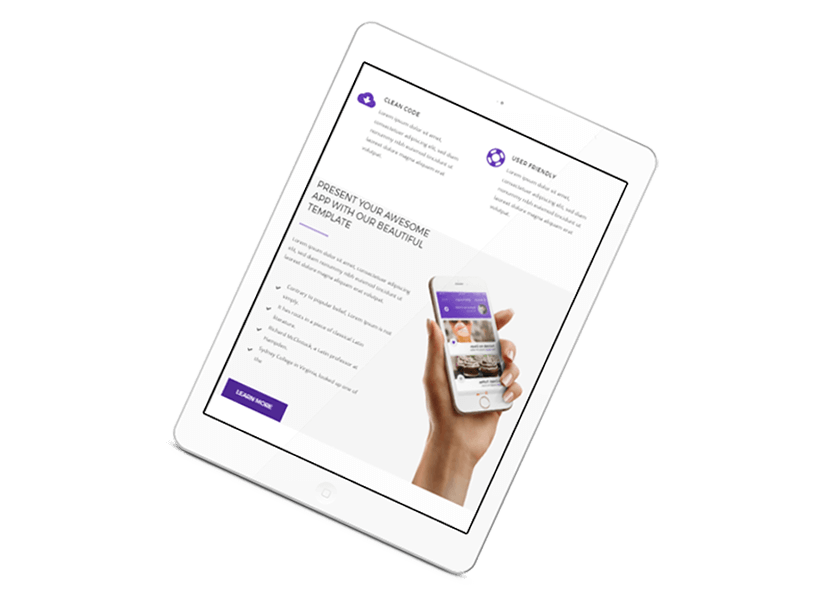 CLEAN CODE
Lorem ipsum dolor sit amet,
consectetuer adipiscing elit, sed diam
nonummy nibh euismod tincidunt ut
laoreet dolore magna aliquam erat
volutpat.
USER FRIENDLY
Lorem ipsum dolor sit amet,
consectetuer adipiscing elit, sed diam
nonummy nibh euismod tincidunt ut
laoreet dolore magna aliquam erat
volutpat.
PRESENT YOUR AWESOME
APP WITH OUR BEAUTIFUL
TEMPLATE
Lorem ipsum dolor sit amet, consectetuer adipiscing
elit, sed diam nonummy nibh euismod tincidunt ut
laoreet dolore magna aliquam erat volutpat.
Contrary to popular belief, Lorem Ipsum is not
simply.
It has roots in a piece of classical Latin
literature.
Richard McClintock, a Latin professor at
Hampden.
Sydney College in Virginia, looked up one of
the
LEARN MORE